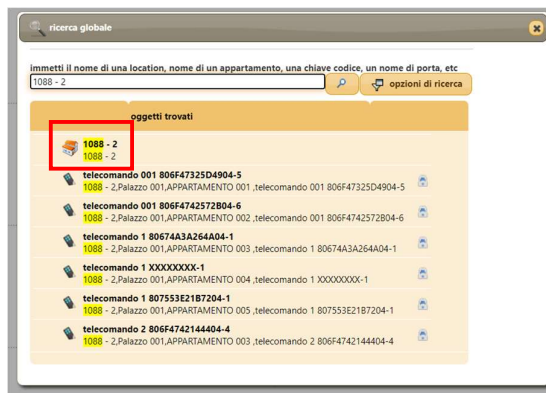 ricerca globale
immetti il nome di una location, nome di un appartamento, una chiave codice, un nome di porta, etc
1088 - 2
opzioni di ricerca
oggetti trovati
1088 - 2
1088 - 2
telecomando 001 806F47325D4904-5
1088 - 2,Palazzo 001,APPARTAMENTO 001 ,telecomando 001 806F47325D4904-5
telecomando 001 806F4742572B04-6
1088 - 2,Palazzo 001,APPARTAMENTO 002 ,telecomando 001 806F4742572B04-6
telecomando 1 80674A3A264A04-1
1088 - 2,Palazzo 001,APPARTAMENTO 003 ,telecomando 1 80674A3A264A04-1
telecomando 1 XXXXXXXX-1
1088 - 2,Palazzo 001,APPARTAMENTO 004 ,telecomando 1 XXXXXXXX-1
telecomando 1 807553E21B7204-1
1088 - 2,Palazzo 001,APPARTAMENTO 005 ,telecomando 1 807553E21B7204-1
telecomando 2 806F4742144404-4
1088 - 2,Palazzo 001,APPARTAMENTO 003 ,telecomando 2 806F4742144404-4